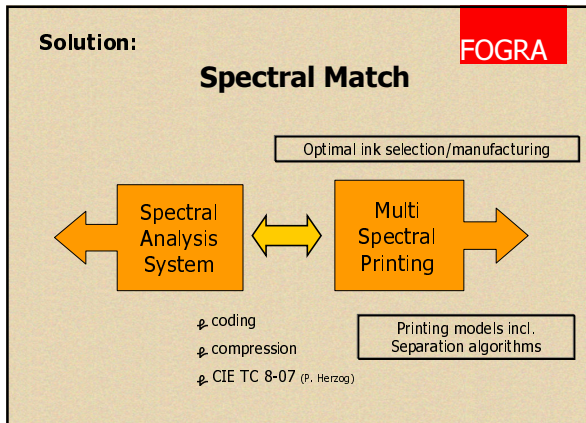 Solution:
FOGRA
Spectral Match
Optimal ink selection/manufacturing
Spectral
Analysis
System
Multi
Spectral
Printing
coding
compression
CIE TC 8-07 (P. Herzog)
Printing models incl.
Separation algorithms